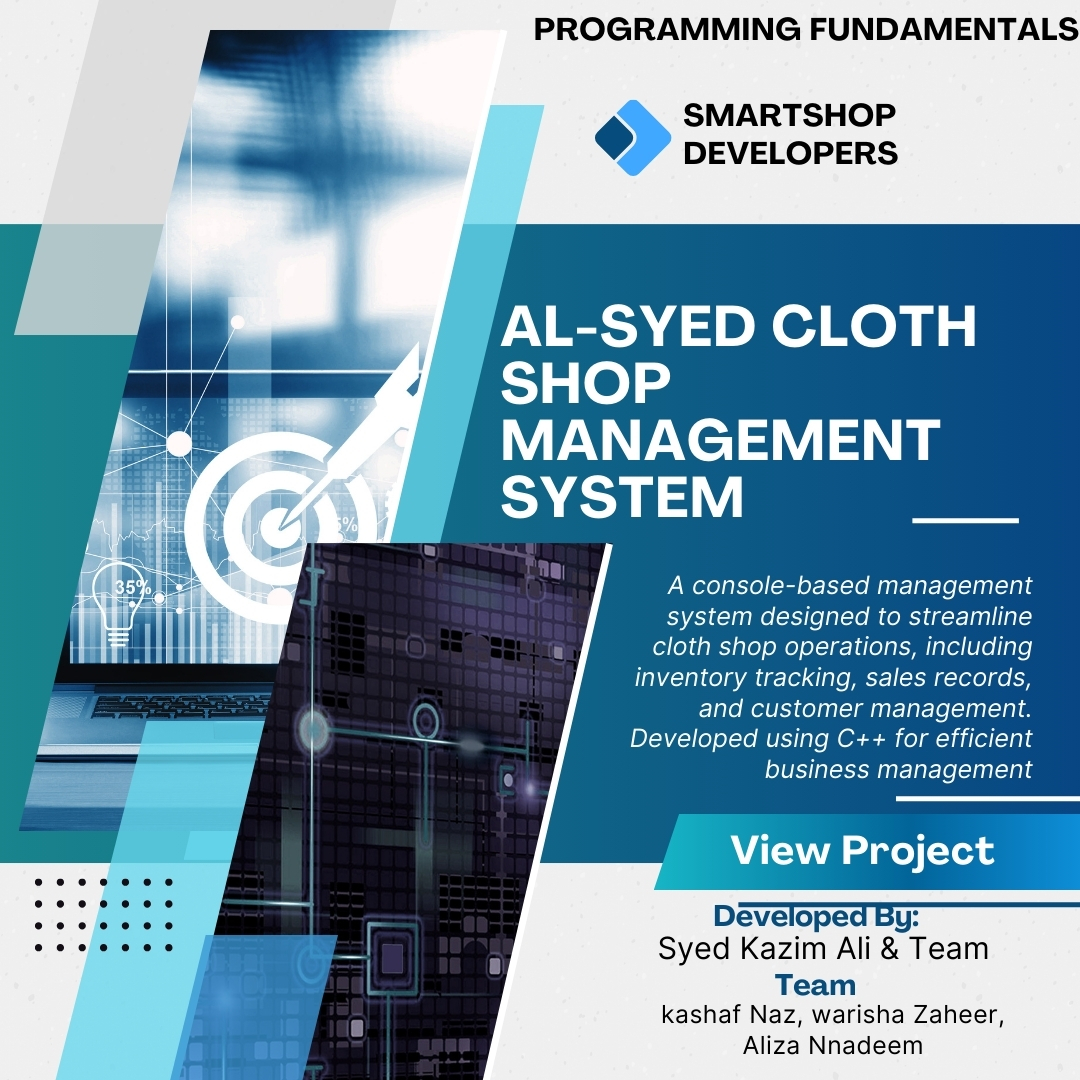 PROGRAMMING FUNDAMENTALS
SMARTSHOP
DEVELOPERS
AL-SYED CLOTH
SHOP
MANAGEMENT
SYSTEM
35%
5%
A console-based management
system designed to streamline
cloth shop operations, including
inventory tracking, sales records,
and customer management.
Developed using C++ for efficient
business management
View Project
Developed By:
Syed Kazim Ali & Team
Team
kashaf Naz, warisha Zaheer,
Aliza Nnadeem